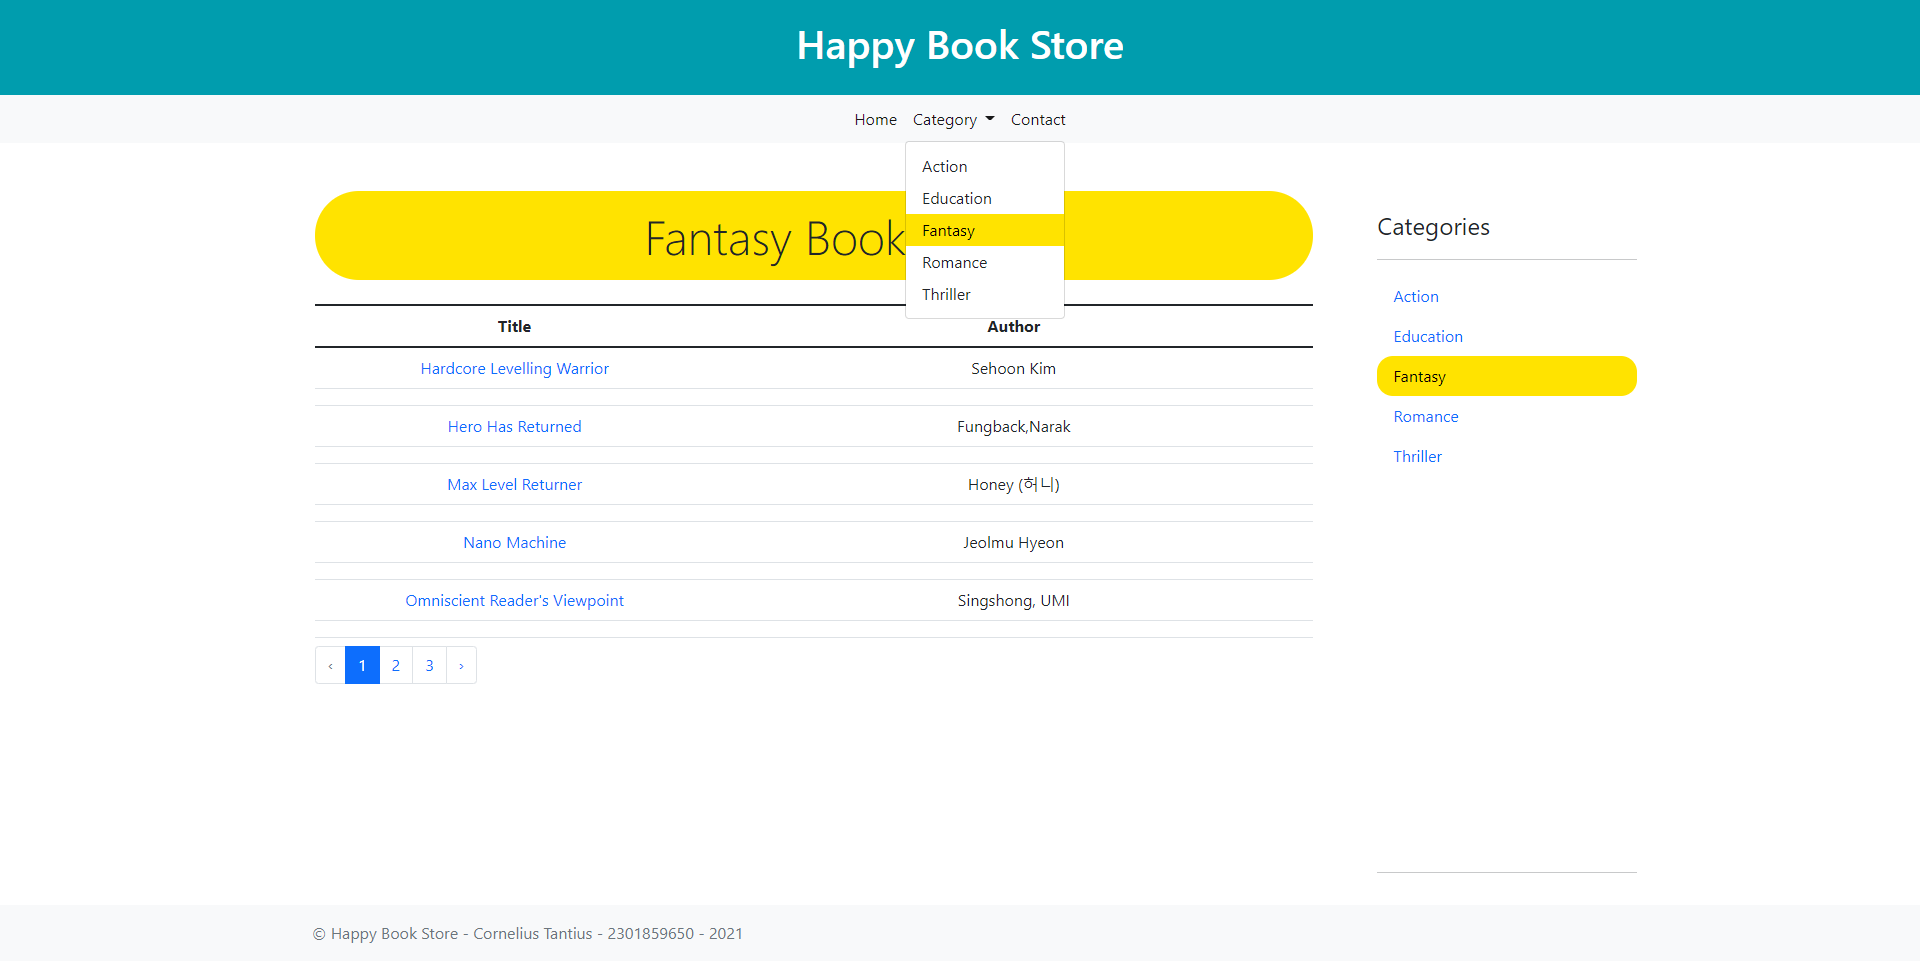 Happy Book Store
Home Category Contact
Action
Education
Fantasy
Romance
Thriller
Fantasy Book
Title Author
Hardcore Levelling Warrior Sehoon Kim
Hero Has Returned Fungback,Narak
Max Level Returner Honey (허니)
Nano Machine Jeolmu Hyeon
Omniscient Reader's Viewpoint Singshong, UMI
‹ 1 2 3 ›
Categories
Action
Education
Fantasy
Romance
Thriller
© Happy Book Store - Cornelius Tantius - 2301859650 - 2021